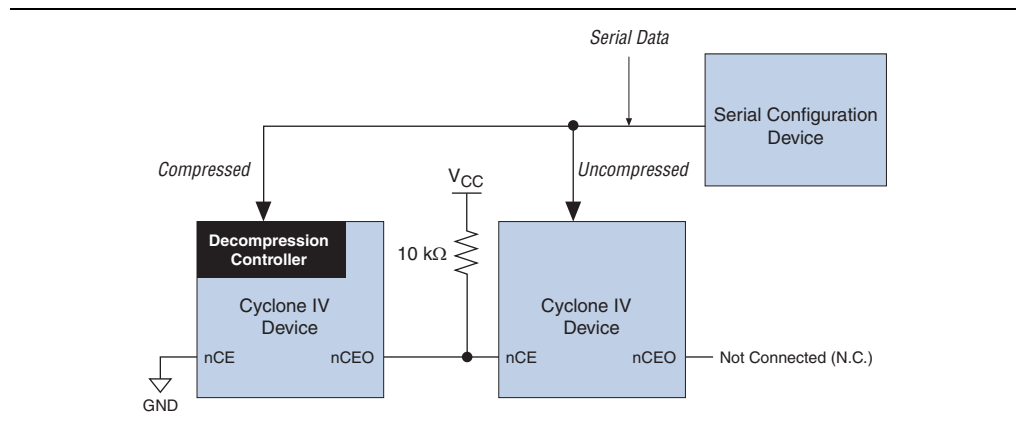 Serial Data
Serial Configuration
Device
Compressed
Uncompressed
VCC
10 kΩ
Decompression
Controller
Cyclone IV
Device
nCE
nCEO
GND
Cyclone IV
Device
nCE
nCEO
Not Connected (N.C.)